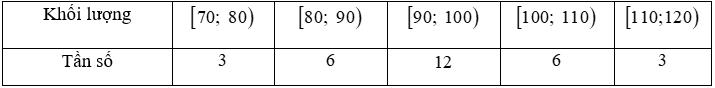 Khối lượng [70; 80) [80; 90) [90; 100) [100; 110) [110;120)
Tần số 3 6 12 6 3